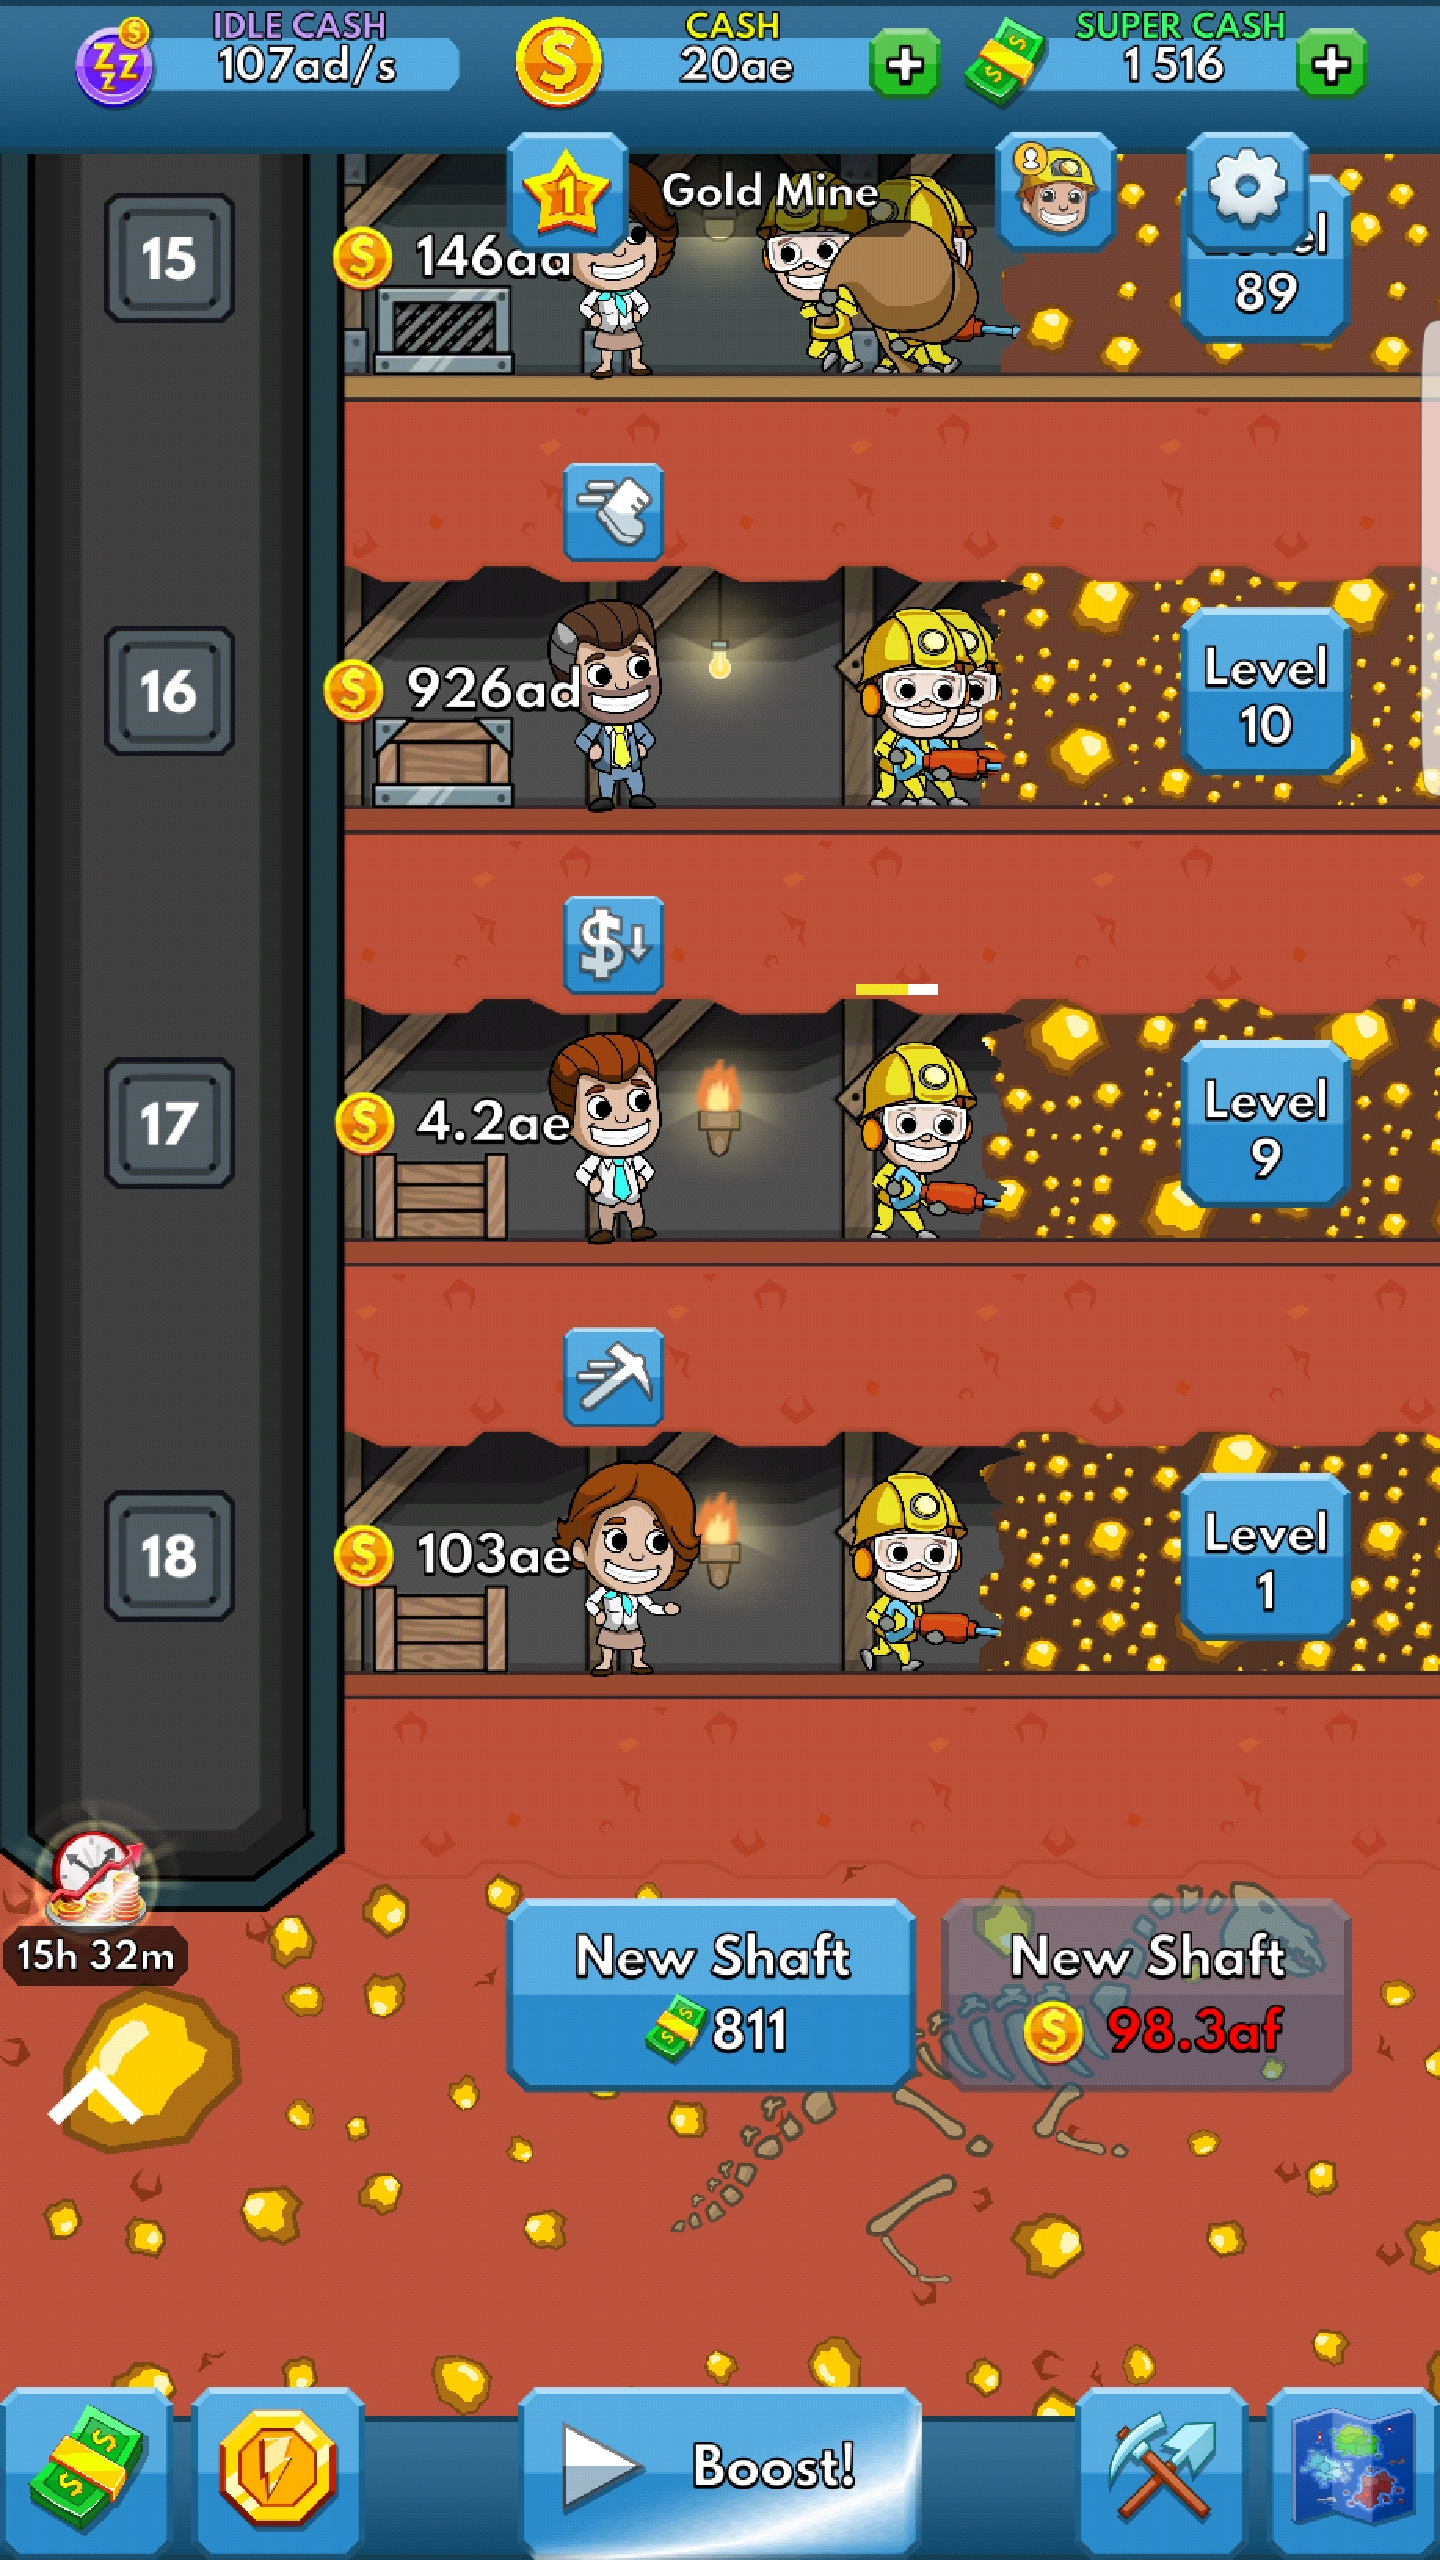 IDLE CASH
107ad/s
CASH
20ae
SUPER CASH
1 516
1
Gold Mine
15
146aa
89
16
926ad
Level
10
17
4.2ae
Level
9
18
103ae
Level
1
15h 32m
New Shaft
811
New Shaft
98.3af
Boost!